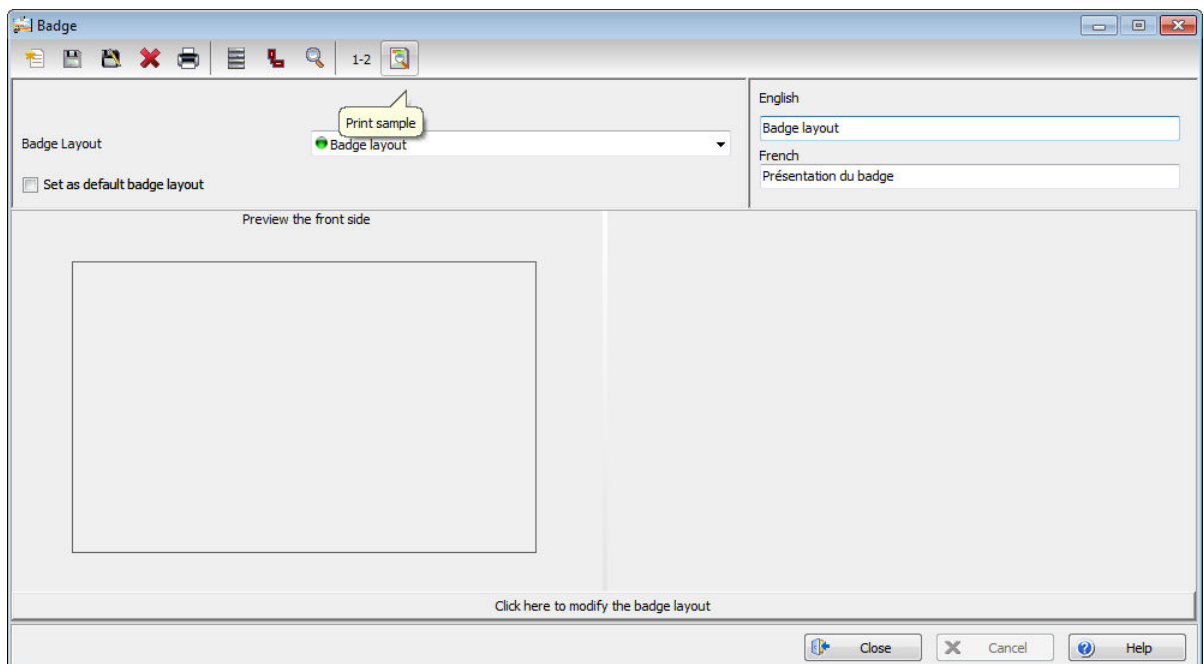 Badge
1-2
Print sample
Badge Layout
Badge layout
Set as default badge layout
English
Badge layout
French
Présentation du badge
Preview the front side
Click here to modify the badge layout
Close
Cancel
Help